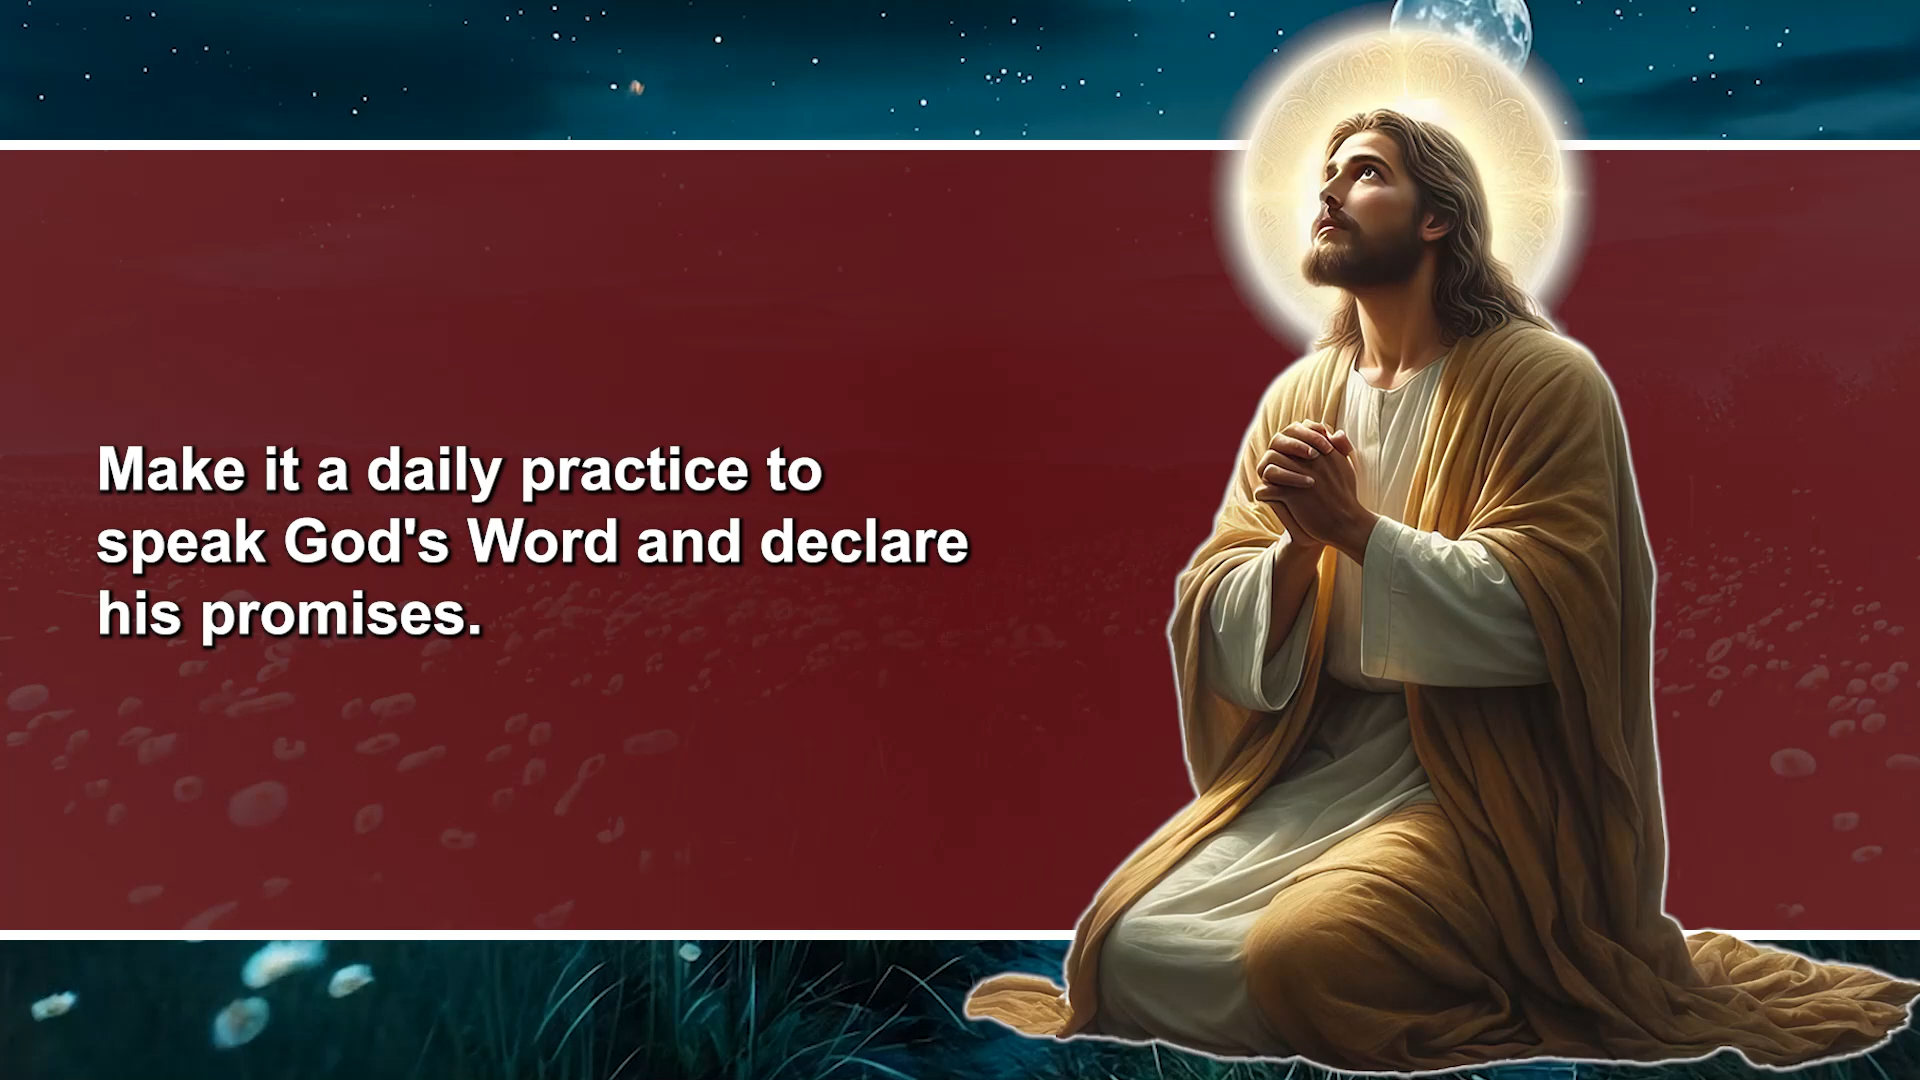 Make it a daily practice to
speak God's Word and declare
his promises.